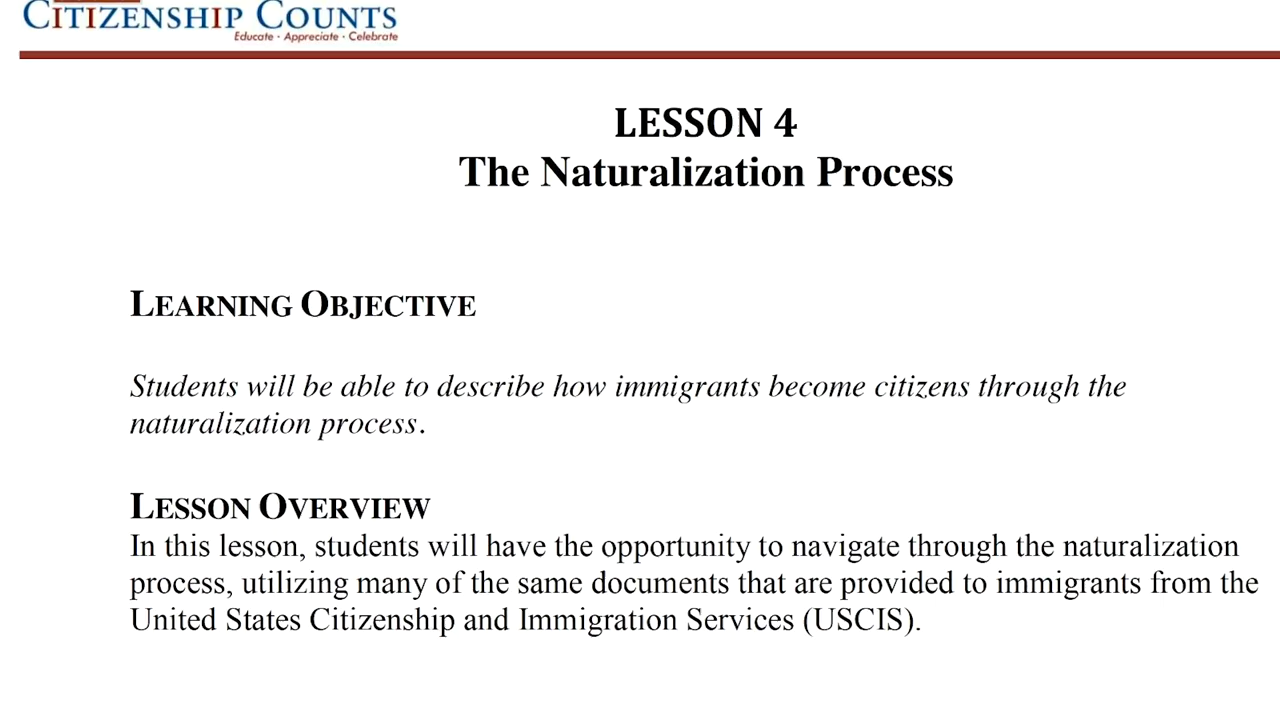 CITIZENSHIP COUNTS
Educate · Appreciate · Celebrate
LESSON 4
The Naturalization Process
LEARNING OBJECTIVE
Students will be able to describe how immigrants become citizens through the
naturalization process.
LESSON OVERVIEW
In this lesson, students will have the opportunity to navigate through the naturalization
process, utilizing many of the same documents that are provided to immigrants from the
United States Citizenship and Immigration Services (USCIS).